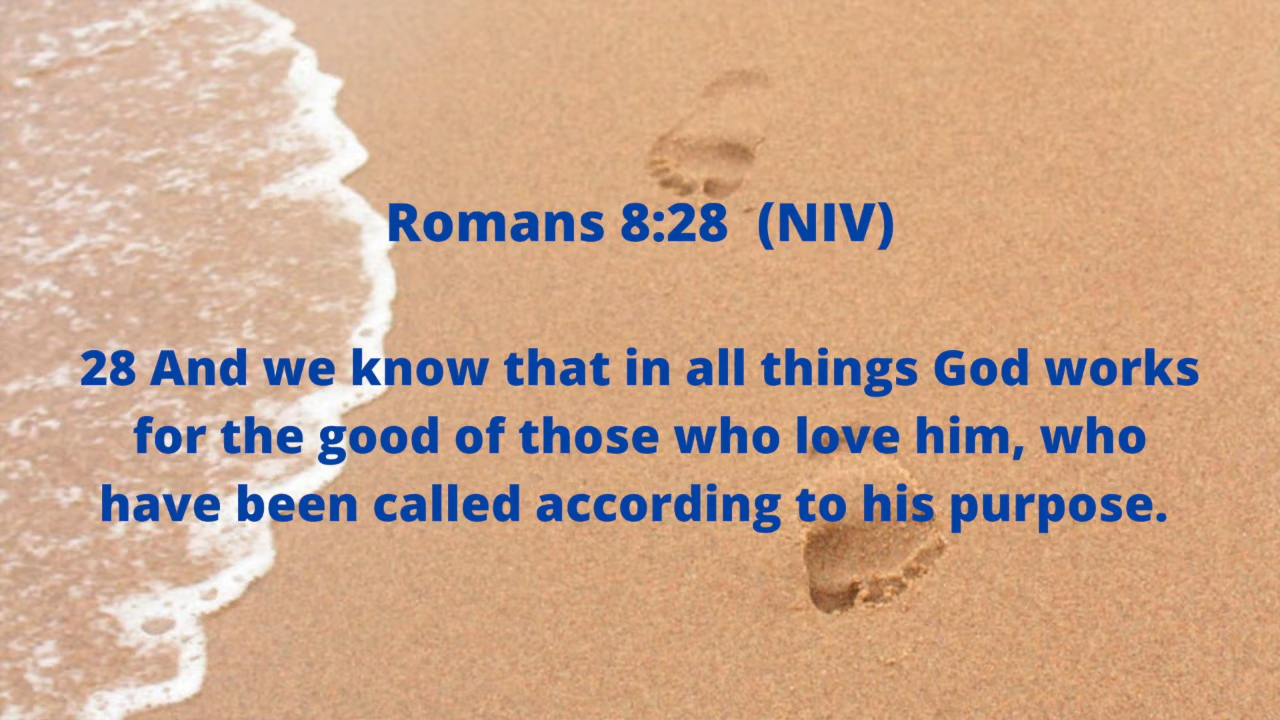 Romans 8:28  (NIV)
28 And we know that in all things God works
for the good of those who love him, who
have been called according to his purpose.